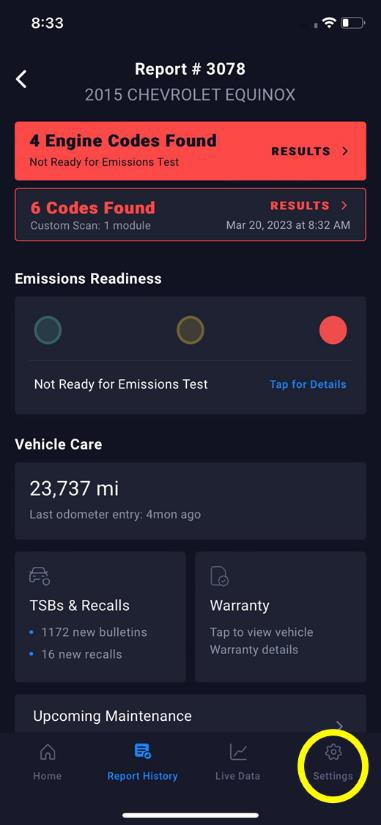 8:33
Report # 3078
2015 CHEVROLET EQUINOX
4 Engine Codes Found
Not Ready for Emissions Test
RESULTS
6 Codes Found
Custom Scan: 1 module
RESULTS
Mar 20, 2023 at 8:32 AM
Emissions Readiness
Not Ready for Emissions Test
Tap for Details
Vehicle Care
23,737 mi
Last odometer entry: 4mon ago
TSBs & Recalls
• 1172 new bulletins
• 16 new recalls
Warranty
Tap to view vehicle
Warranty details
Upcoming Maintenance
Home
Report History
Live Data
Settings